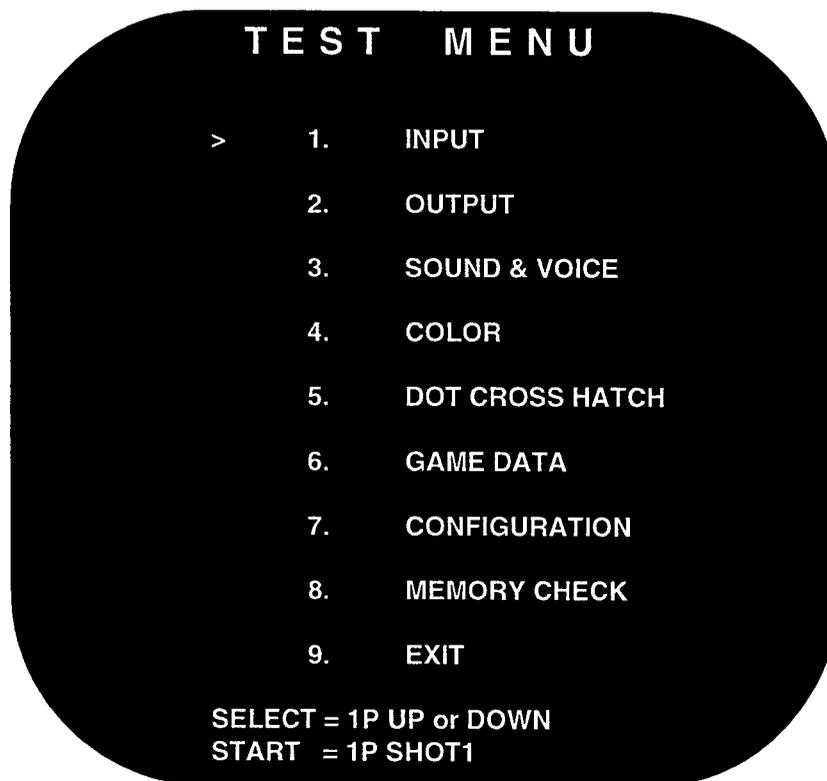 TEST MENU
> 1. INPUT
2. OUTPUT
3. SOUND & VOICE
4. COLOR
5. DOT CROSS HATCH
6. GAME DATA
7. CONFIGURATION
8. MEMORY CHECK
9. EXIT
SELECT = 1P UP or DOWN
START = 1P SHOT1